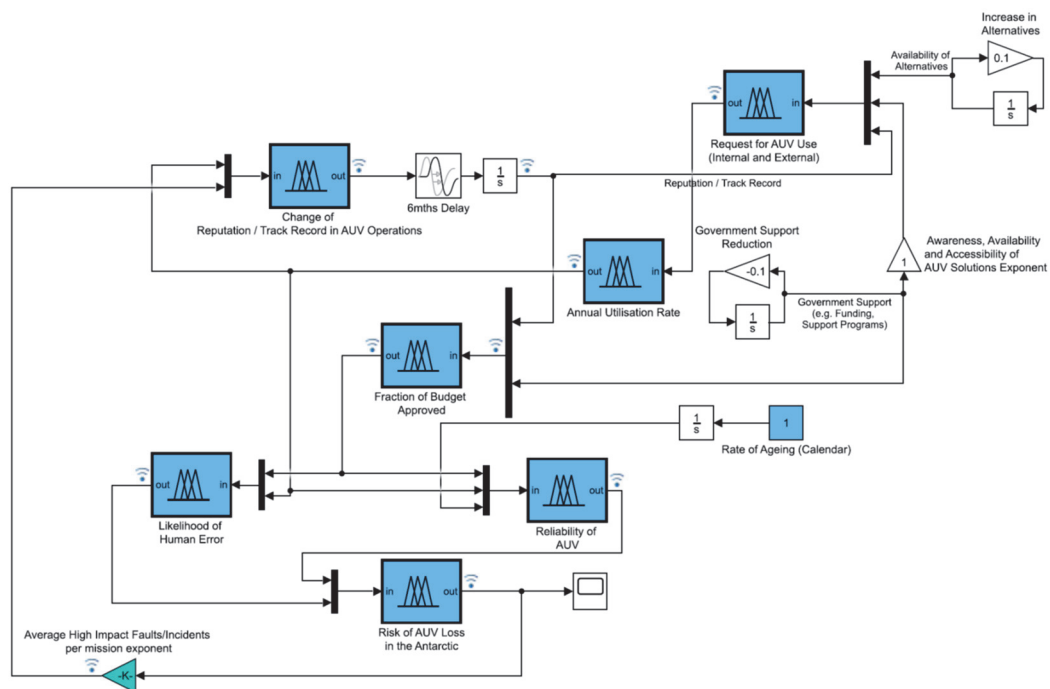 Increase in
Alternatives
Availability of
Alternatives
0.1
1
s
out
in
Request for AUV Use
(Internal and External)
in
out
Change of
Reputation / Track Record in AUV Operations
6mths Delay
1
s
Reputation / Track Record
Government Support
Reduction
-0.1
1
s
1
Awareness, Availability
and Accessibility of
AUV Solutions Exponent
Government Support
(e.g. Funding,
Support Programs)
out
in
Annual Utilisation Rate
out
in
Fraction of Budget
Approved
1
s
1
Rate of Ageing (Calendar)
out
in
Likelihood of
Human Error
in
out
Reliability of
AUV
in
out
Risk of AUV Loss
in the Antarctic
Average High Impact Faults/Incidents
per mission exponent
-K-